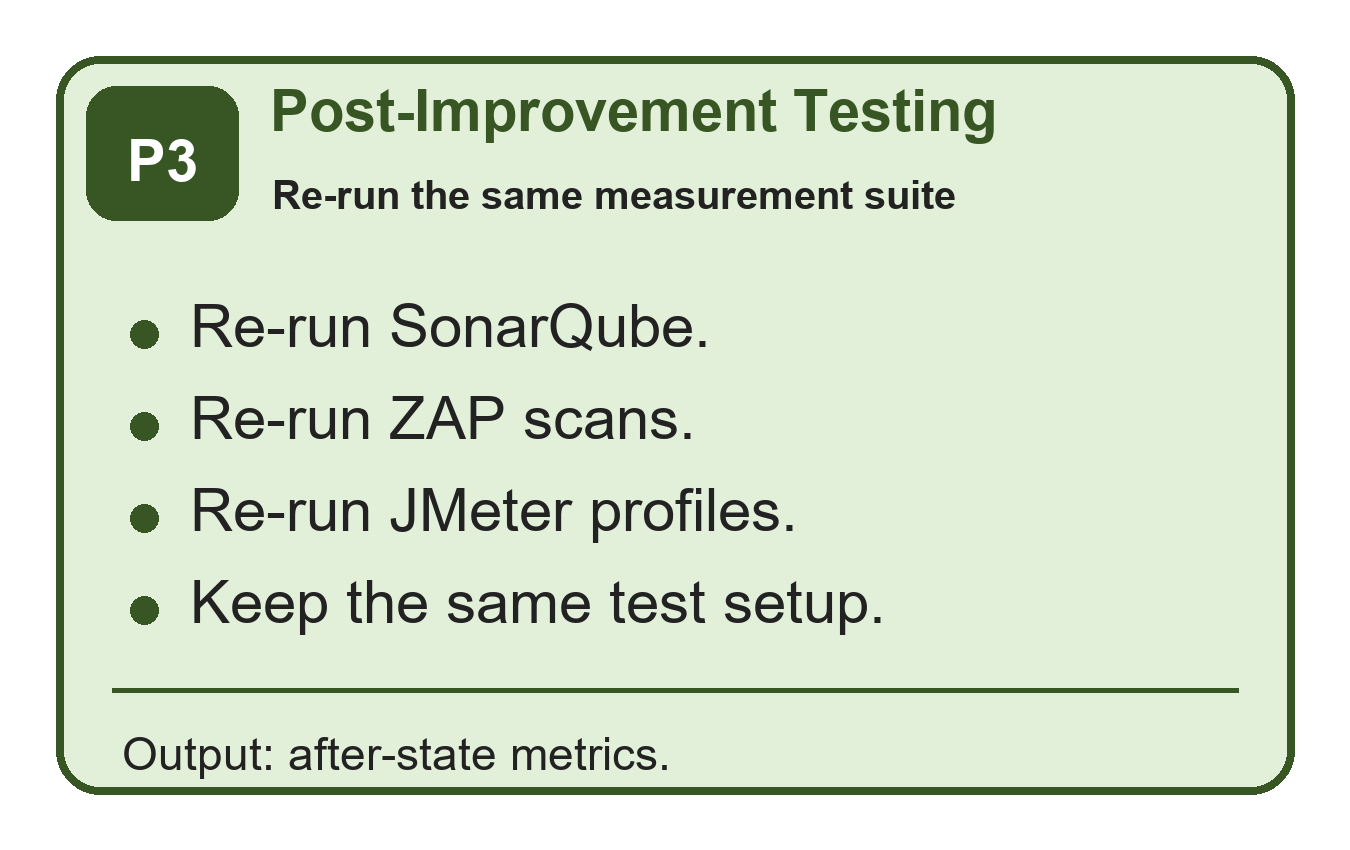 P3
Post-Improvement Testing
Re-run the same measurement suite
Re-run SonarQube.
Re-run ZAP scans.
Re-run JMeter profiles.
Keep the same test setup.
Output: after-state metrics.